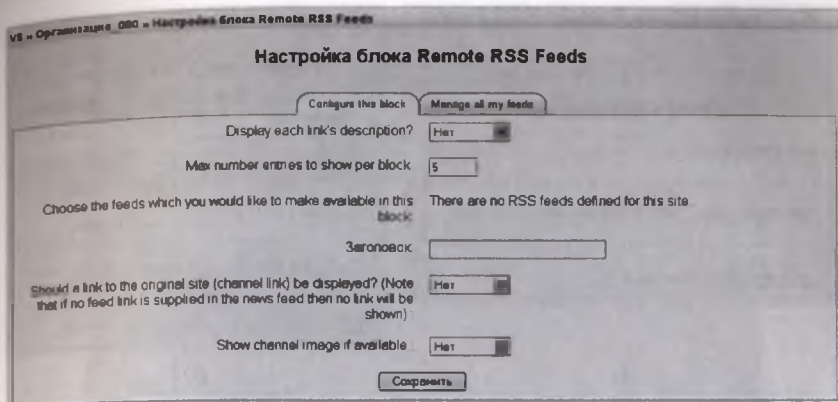 VS » Организация_ОВО » Настройка блока Remote RSS Feeds
Настройка блока Remote RSS Feeds
Configure this block
Manage all my feeds
Display each link's description? Нет
Max number entries to show per block 5
Choose the feeds which you would like to make available in this There are no RSS feeds defined for this site
block:
Заголовок
Should a link to the original site (channel link) be displayed? (Note Нет
that if no feed link is supplied in the news feed then no link will be
shown)
Show channel image if available : Нет
Сохранить